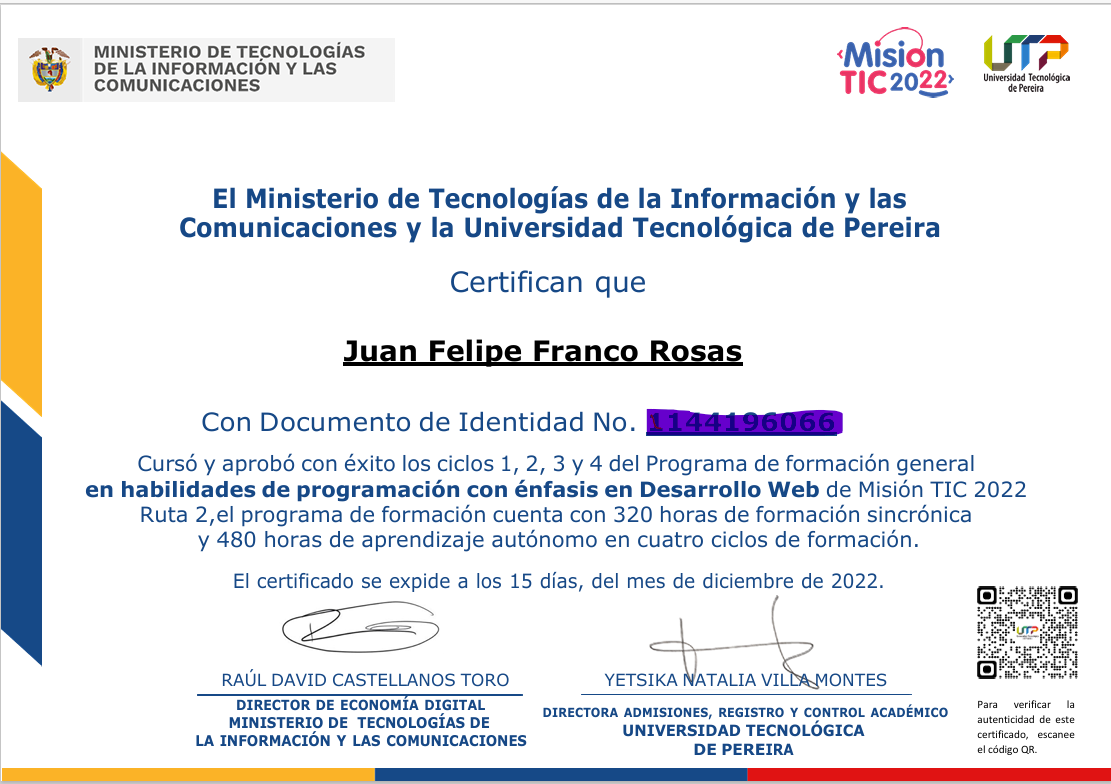 MINISTERIO DE TECNOLOGÍAS
DE LA INFORMACIÓN Y LAS
COMUNICACIONES
Misión
TIC 2022
UTP
Universidad Tecnológica
de Pereira
El Ministerio de Tecnologías de la Información y las
Comunicaciones y la Universidad Tecnológica de Pereira
Certifican que
Juan Felipe Franco Rosas
Con Documento de Identidad No.
Cursó y aprobó con éxito los ciclos 1, 2, 3 y 4 del Programa de formación general
en habilidades de programación con énfasis en Desarrollo Web de Misión TIC 2022
Ruta 2,el programa de formación cuenta con 320 horas de formación sincrónica
y 480 horas de aprendizaje autónomo en cuatro ciclos de formación.
El certificado se expide a los 15 días, del mes de diciembre de 2022.
RAÚL DAVID CASTELLANOS TORO
DIRECTOR DE ECONOMÍA DIGITAL
MINISTERIO DE TECNOLOGÍAS DE
LA INFORMACIÓN Y LAS COMUNICACIONES
YETSIKA NATALIA VILLA MONTES
DIRECTORA ADMISIONES, REGISTRO Y CONTROL ACADÉMICO
UNIVERSIDAD TECNOLÓGICA
DE PEREIRA
UTP
Para verificar la
autenticidad de este
certificado, escanee
el código QR.